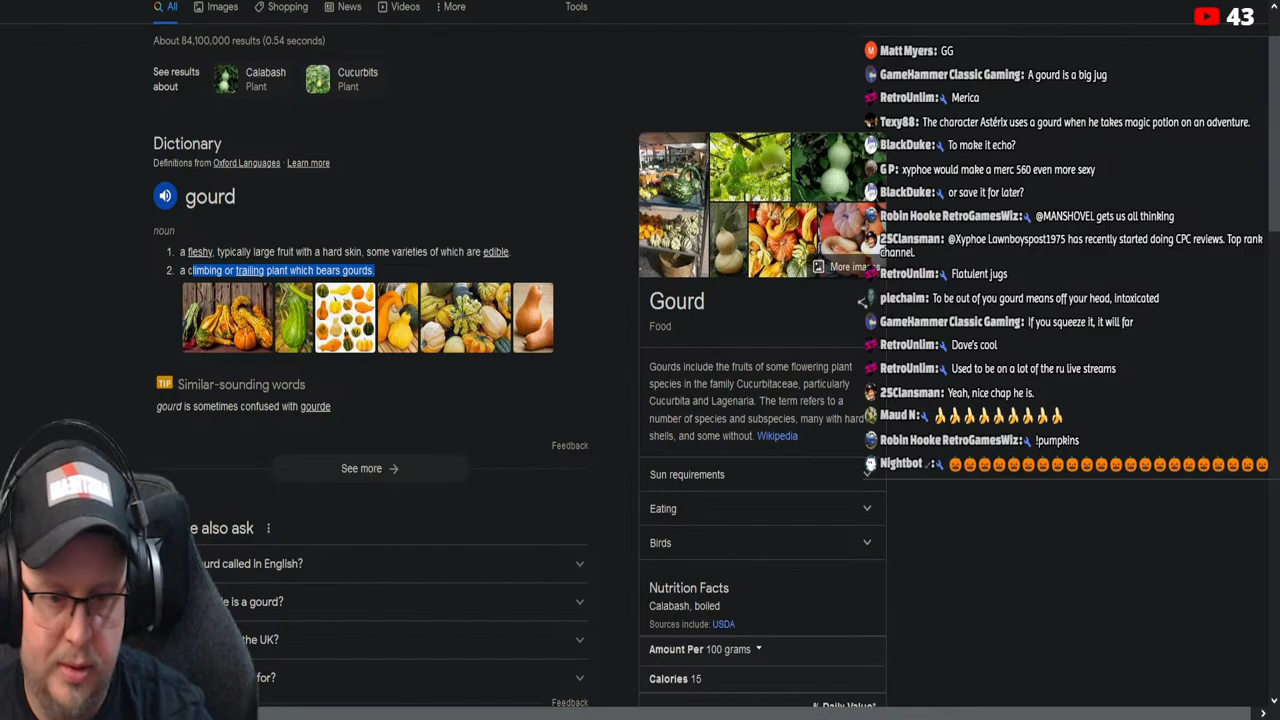 All Images Shopping News Videos More Tools
43
About 84,100,000 results (0.54 seconds)
See results about
Calabash
Plant
Cucurbits
Plant
Dictionary
Definitions from Oxford Languages · Learn more
gourd
noun
1. a fleshy, typically large fruit with a hard skin, some varieties of which are edible.
2. a climbing or trailing plant which bears gourds.
TIP Similar-sounding words
gourd is sometimes confused with gourde
Feedback
See more
e also ask
urd called in English?
le is a gourd?
the UK?
for?
Feedback
More images
Gourd
Food
Gourds include the fruits of some flowering plant
species in the family Cucurbitaceae, particularly
Cucurbita and Lagenaria. The term refers to a
number of species and subspecies, many with hard
shells, and some without. Wikipedia
Sun requirements
Eating
Birds
Nutrition Facts
Calabash, boiled
Sources include: USDA
Amount Per 100 grams
Calories 15
% Daily Value*
M
Matt Myers: GG
GameHammer Classic Gaming: A gourd is a big jug
RetroUnlim: Merica
Texy88: The character Astérix uses a gourd when he takes magic potion on an adventure.
BlackDuke: To make it echo?
G P: xyphoe would make a merc 560 even more sexy
BlackDuke: or save it for later?
Robin Hooke RetroGamesWiz: @MANSHOVEL gets us all thinking
25Clansman: @Xyphoe Lawnboyspost1975 has recently started doing CPC reviews. Top rank
channel.
RetroUnlim: Flatulent jugs
plechaim: To be out of you gourd means off your head, intoxicated
GameHammer Classic Gaming: If you squeeze it, it will far
RetroUnlim: Dave's cool
RetroUnlim: Used to be on a lot of the ru live streams
25Clansman: Yeah, nice chap he is.
Maud N: 🍌🍌🍌🍌🍌🍌🍌🍌🍌
Robin Hooke RetroGamesWiz: !pumpkins
Nightbot: 🎃🎃🎃🎃🎃🎃🎃🎃🎃🎃🎃🎃🎃🎃🎃🎃🎃🎃🎃🎃🎃🎃